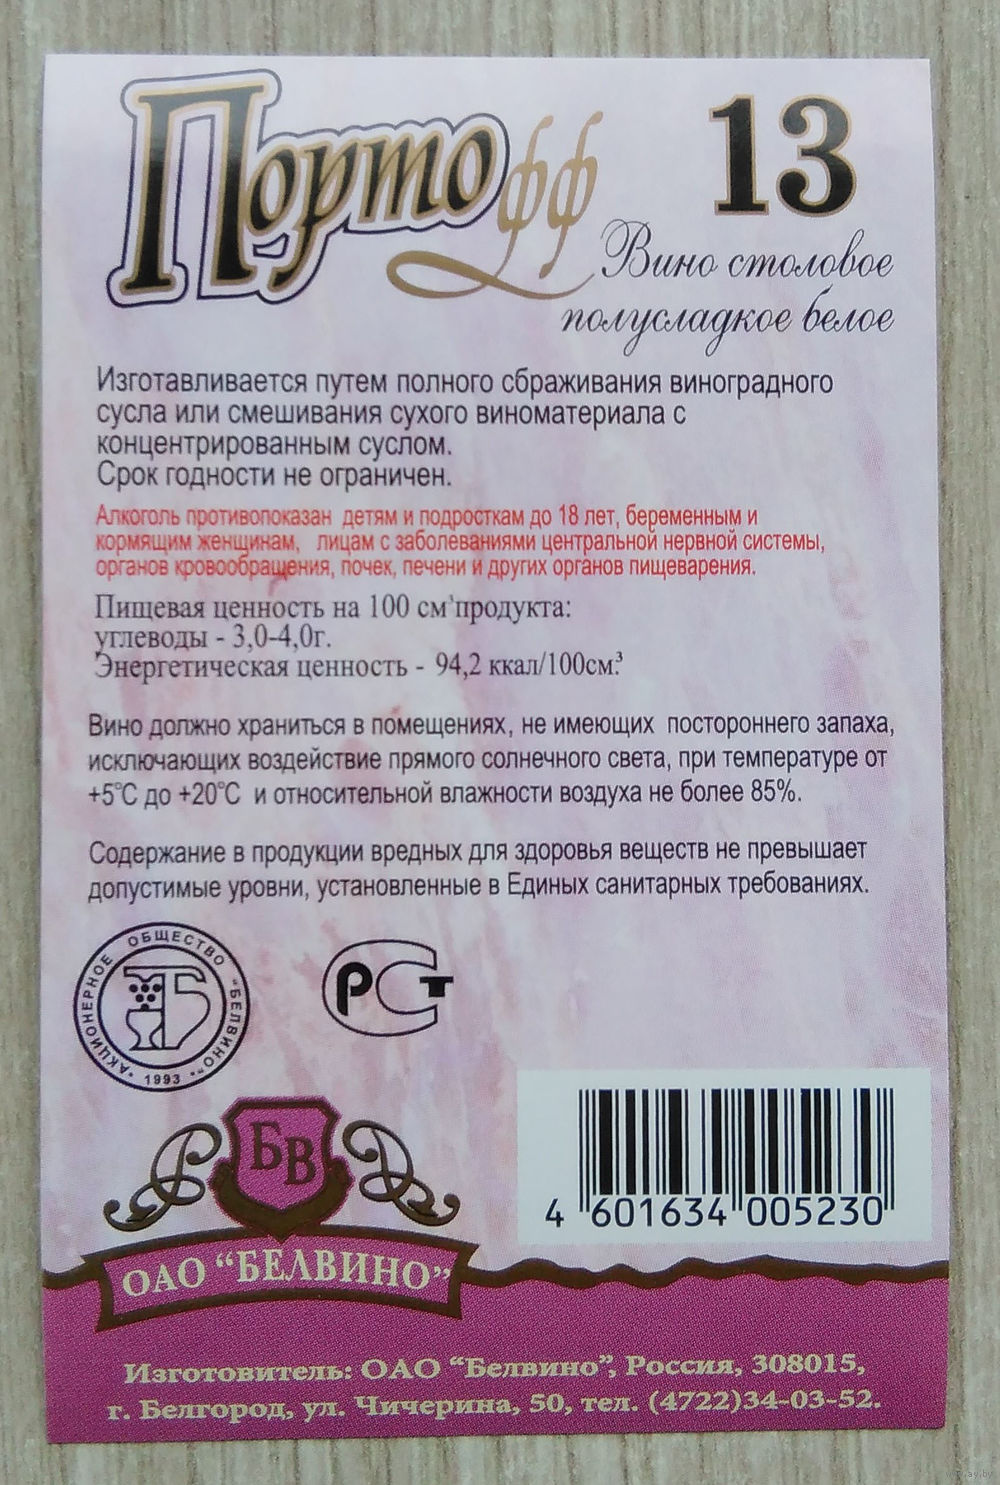 Портофф
13
Вино столовое
полусладкое белое
Изготавливается путем полного сбраживания виноградного
сусла или смешивания сухого виноматериала с
концентрированным суслом.
Срок годности не ограничен.
Алкоголь противопоказан детям и подросткам до 18 лет, беременным и
кормящим женщинам, лицам с заболеваниями центральной нервной системы,
органов кровообращения, почек, печени и других органов пищеварения.
Пищевая ценность на 100 см³продукта:
углеводы - 3,0-4,0г.
Энергетическая ценность - 94,2 ккал/100см³
Вино должно храниться в помещениях, не имеющих постороннего запаха,
исключающих воздействие прямого солнечного света, при температуре от
+5°C до +20°C и относительной влажности воздуха не более 85%.
Содержание в продукции вредных для здоровья веществ не превышает
допустимые уровни, установленные в Единых санитарных требованиях.
АКЦИОНЕРНОЕ ОБЩЕСТВО "БЕЛВИНО"
Б
1993
РСТ
БВ
ОАО "БЕЛВИНО"
4 601634 005230
Изготовитель: ОАО "Белвино", Россия, 308015,
г. Белгород, ул. Чичерина, 50, тел. (4722)34-03-52.
www.ay.by